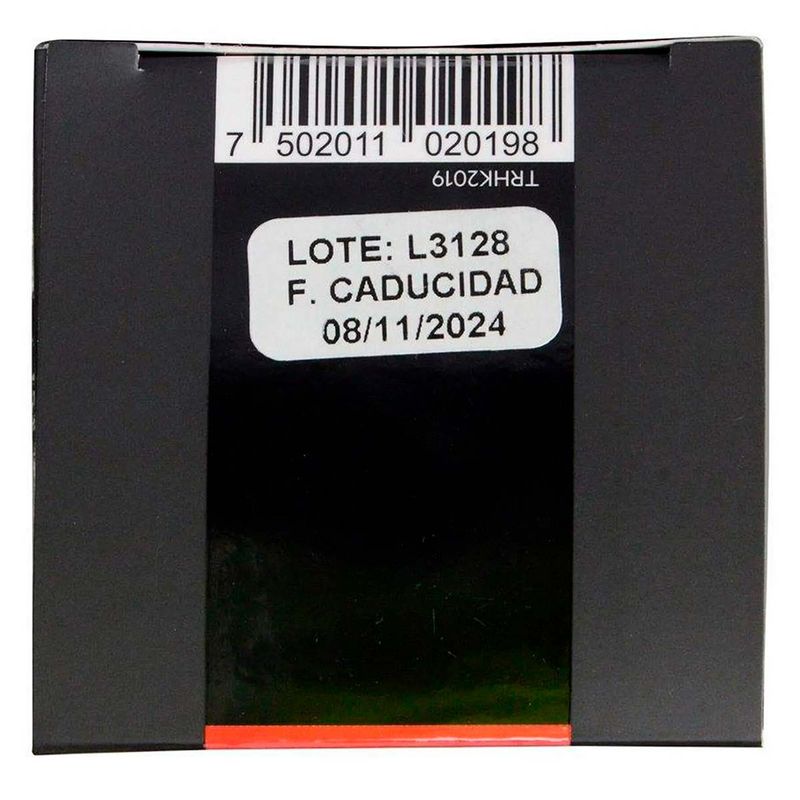 7 502011 020198
TRHK2019
LOTE: L3128
F. CADUCIDAD
08/11/2024